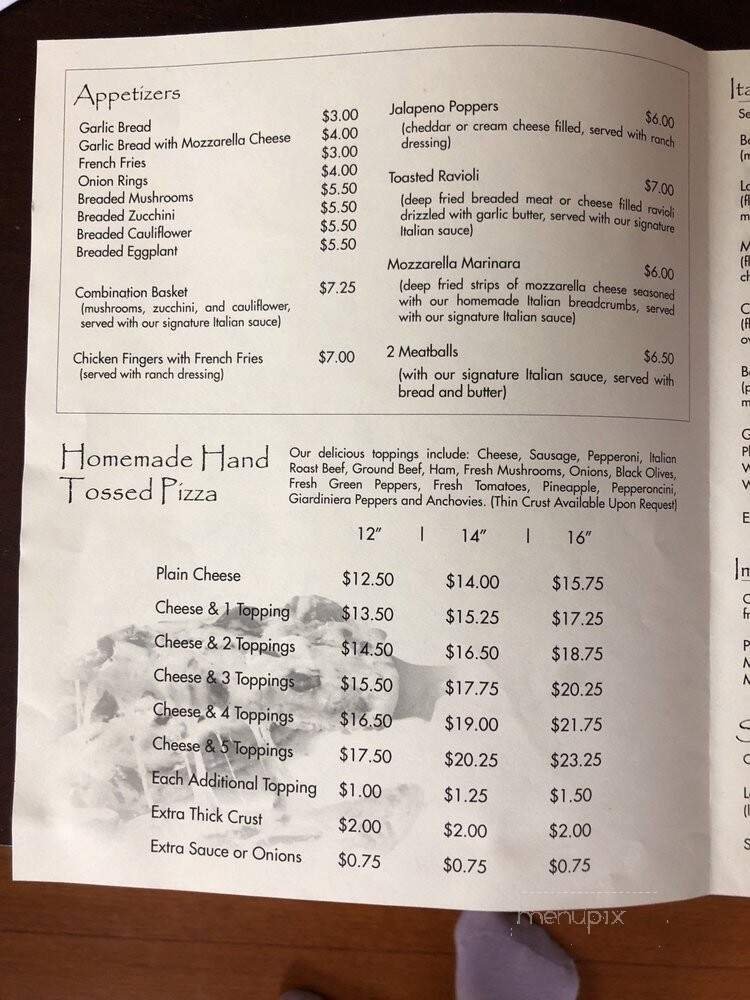 Appetizers
Garlic Bread $3.00
Garlic Bread with Mozzarella Cheese $4.00
French Fries $3.00
Onion Rings $4.00
Breaded Mushrooms $5.50
Breaded Zucchini $5.50
Breaded Cauliflower $5.50
Breaded Eggplant $5.50
Combination Basket $7.25
(mushrooms, zucchini, and cauliflower,
served with our signature Italian sauce)
Chicken Fingers with French Fries $7.00
(served with ranch dressing)
Jalapeno Poppers $6.00
(cheddar or cream cheese filled, served with ranch
dressing)
Toasted Ravioli $7.00
(deep fried breaded meat or cheese filled ravioli
drizzled with garlic butter, served with our signature
Italian sauce)
Mozzarella Marinara $6.00
(deep fried strips of mozzarella cheese seasoned
with our homemade Italian breadcrumbs, served
with our signature Italian sauce)
2 Meatballs $6.50
(with our signature Italian sauce, served with
bread and butter)
Homemade Hand
Tossed Pizza
Our delicious toppings include: Cheese, Sausage, Pepperoni, Italian
Roast Beef, Ground Beef, Ham, Fresh Mushrooms, Onions, Black Olives,
Fresh Green Peppers, Fresh Tomatoes, Pineapple, Pepperoncini,
Giardiniera Peppers and Anchovies. (Thin Crust Available Upon Request)
12" | 14" | 16"
Plain Cheese $12.50 $14.00 $15.75
Cheese & 1 Topping $13.50 $15.25 $17.25
Cheese & 2 Toppings $14.50 $16.50 $18.75
Cheese & 3 Toppings $15.50 $17.75 $20.25
Cheese & 4 Toppings $16.50 $19.00 $21.75
Cheese & 5 Toppings $17.50 $20.25 $23.25
Each Additional Topping $1.00 $1.25 $1.50
Extra Thick Crust $2.00 $2.00 $2.00
Extra Sauce or Onions $0.75 $0.75 $0.75
menupix